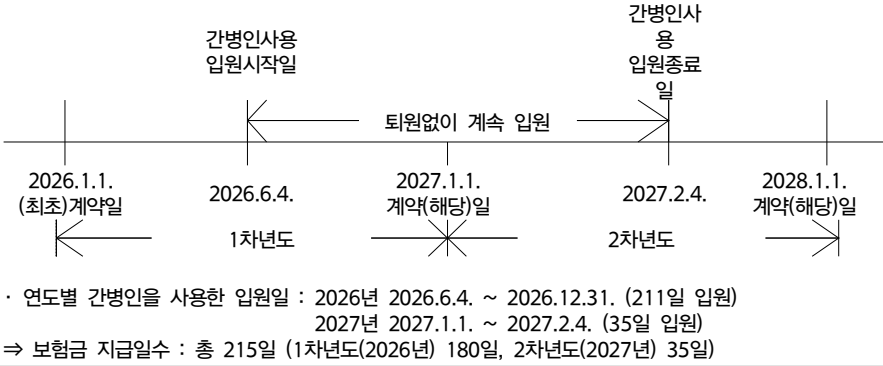 간병인사용
입원시작일
간병인사
용
입원종료
일
퇴원없이 계속 입원
2026.1.1.
(최초)계약일
2026.6.4.
2027.1.1.
계약(해당)일
2027.2.4.
2028.1.1.
계약(해당)일
1차년도
2차년도
· 연도별 간병인을 사용한 입원일 : 2026년 2026.6.4. ~ 2026.12.31. (211일 입원)
2027년 2027.1.1. ~ 2027.2.4. (35일 입원)
⇒ 보험금 지급일수 : 총 215일 (1차년도(2026년) 180일, 2차년도(2027년) 35일)